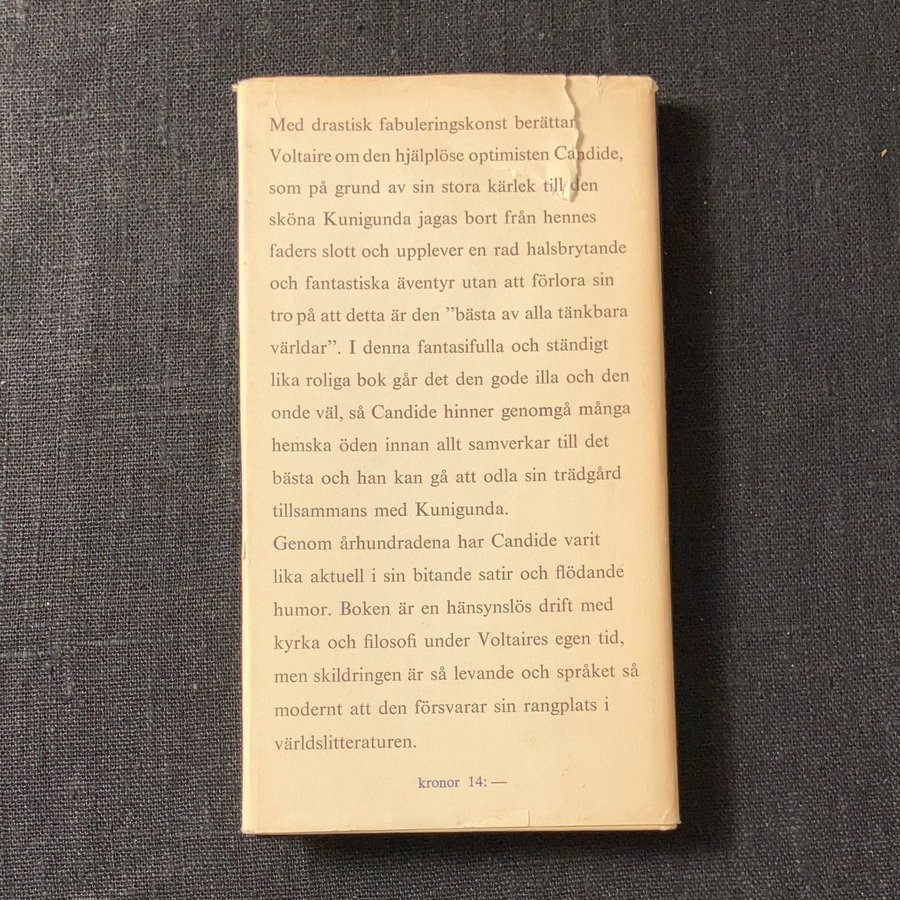 Med drastisk fabuleringskonst berättar
Voltaire om den hjälplöse optimisten Candide,
som på grund av sin stora kärlek till den
sköna Kunigunda jagas bort från hennes
faders slott och upplever en rad halsbrytande
och fantastiska äventyr utan att förlora sin
tro på att detta är den ”bästa av alla tänkbara
världar”. I denna fantasifulla och ständigt
lika roliga bok går det den gode illa och den
onde väl, så Candide hinner genomgå många
hemska öden innan allt samverkar till det
bästa och han kan gå att odla sin trädgård
tillsammans med Kunigunda.
Genom århundradena har Candide varit
lika aktuell i sin bitande satir och flödande
humor. Boken är en hänsynslös drift med
kyrka och filosofi under Voltaires egen tid,
men skildringen är så levande och språket så
modernt att den försvarar sin rangplats i
världslitteraturen.
kronor 14: —